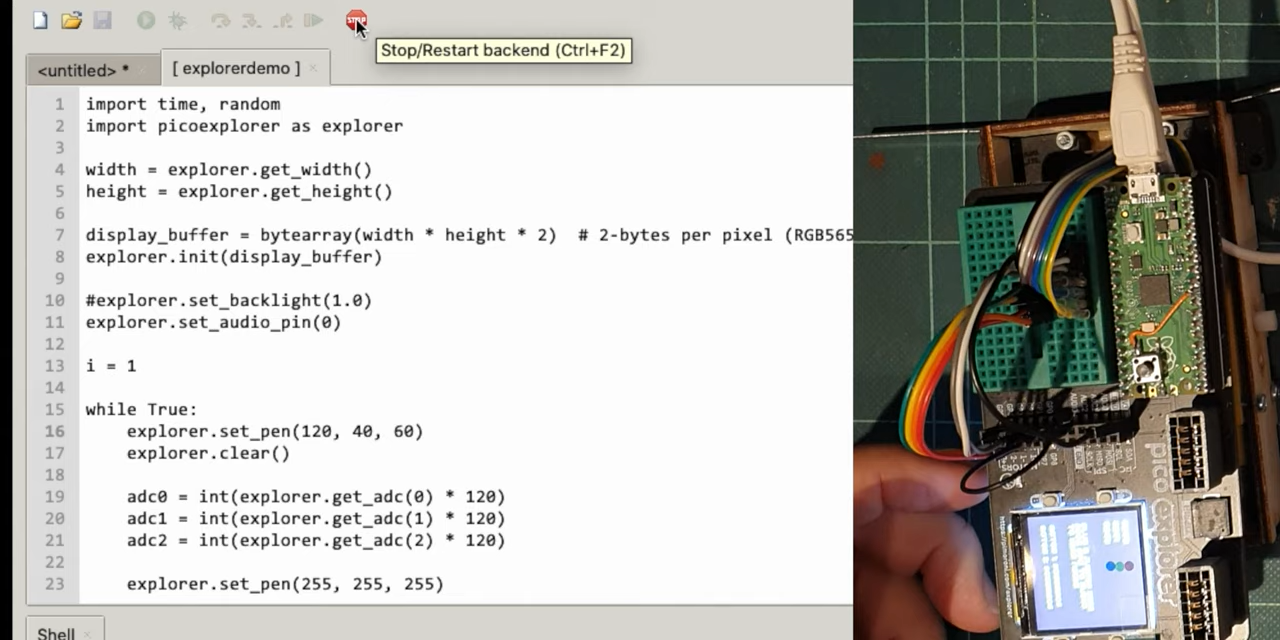 STOP
Stop/Restart backend (Ctrl+F2)
<untitled> *
[ explorerdemo ]
1 import time, random
2 import picoexplorer as explorer
3
4 width = explorer.get_width()
5 height = explorer.get_height()
6
7 display_buffer = bytearray(width * height * 2)  # 2-bytes per pixel (RGB565
8 explorer.init(display_buffer)
9
10 #explorer.set_backlight(1.0)
11 explorer.set_audio_pin(0)
12
13 i = 1
14
15 while True:
16     explorer.set_pen(120, 40, 60)
17     explorer.clear()
18
19     adc0 = int(explorer.get_adc(0) * 120)
20     adc1 = int(explorer.get_adc(1) * 120)
21     adc2 = int(explorer.get_adc(2) * 120)
22
23     explorer.set_pen(255, 255, 255)
Shell
pico explorer